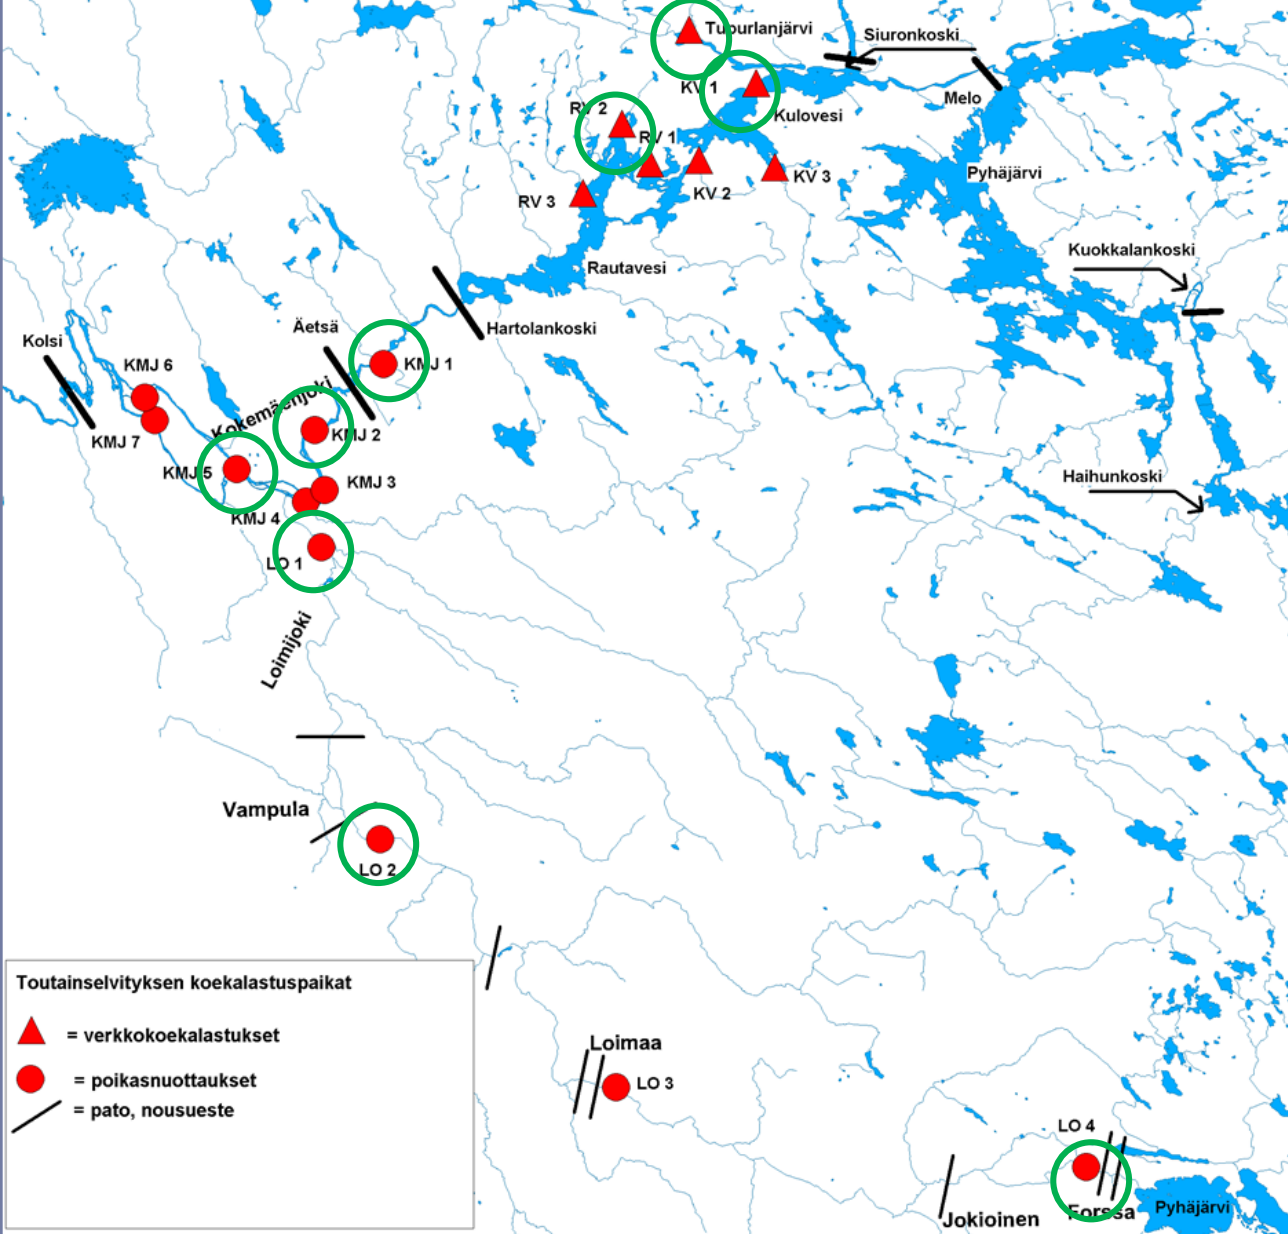 Tupurlanjärvi
Siuronkoski
KV 1
Melo
RV 2
Kulovesi
RV 1
Pyhäjärvi
KV 3
KV 2
RV 3
Kuokkalankoski
Rautavesi
Äetsä
Hartolankoski
Kolsi
KMJ 6
KMJ 1
Kokemäenjoki
KMJ 7
KMJ 2
KMJ 5
KMJ 3
Haihunkoski
KMJ 4
LO 1
Loimijoki
Vampula
LO 2
Toutainselvityksen koekalastuspaikat
= verkkokoekalastukset
= poikasnuottaukset
= pato, nousueste
Loimaa
LO 3
LO 4
Forssa
Pyhäjärvi
Jokioinen